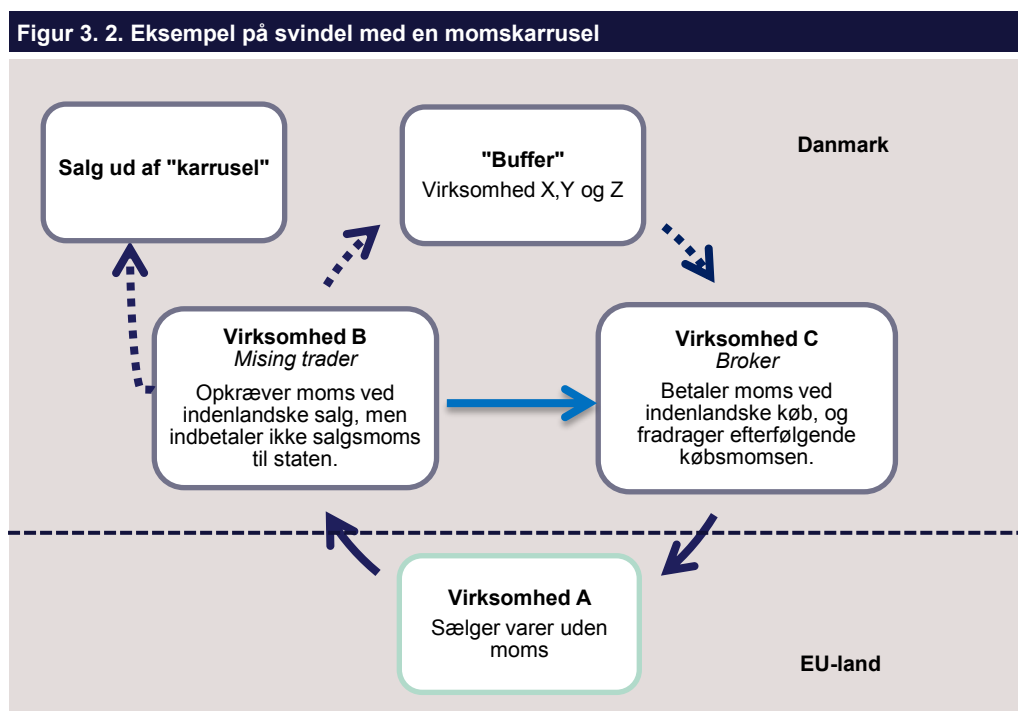 Figur 3. 2. Eksempel på svindel med en momskarrusel
Salg ud af "karrusel"
"Buffer"
Virksomhed X,Y og Z
Danmark
Virksomhed B
Mising trader
Opkræver moms ved
indenlandske salg, men
indbetaler ikke salgsmoms
til staten.
Virksomhed C
Broker
Betaler moms ved
indenlandske køb, og
fradrager efterfølgende
købsmomsen.
Virksomhed A
Sælger varer uden
moms
EU-land